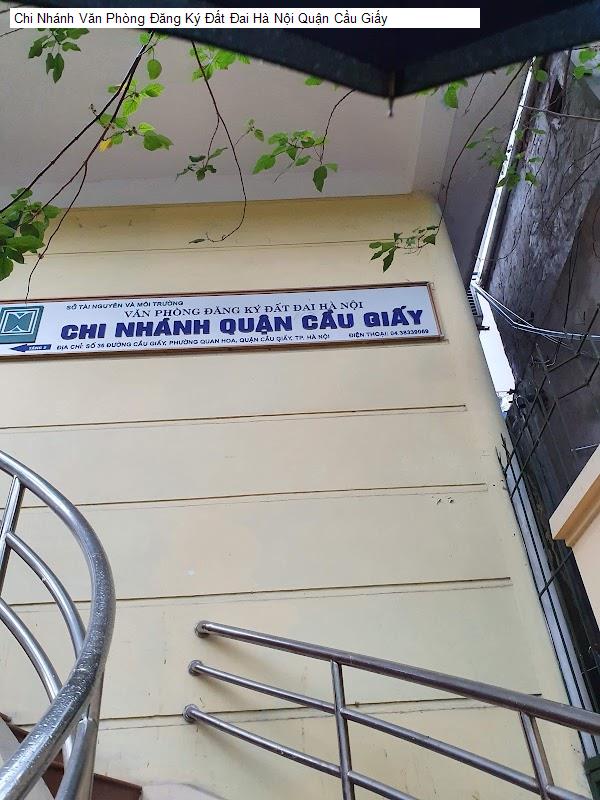 Chi Nhánh Văn Phòng Đăng Ký Đất Đai Hà Nội Quận Cầu Giấy
SỞ TÀI NGUYÊN VÀ MÔI TRƯỜNG
VĂN PHÒNG ĐĂNG KÝ ĐẤT ĐAI HÀ NỘI
CHI NHÁNH QUẬN CẦU GIẤY
TẦNG 2
ĐỊA CHỈ: SỐ 36 ĐƯỜNG CẦU GIẤY, PHƯỜNG QUAN HOA, QUẬN CẦU GIẤY, TP. HÀ NỘI ĐIỆN THOẠI: 04.38339069